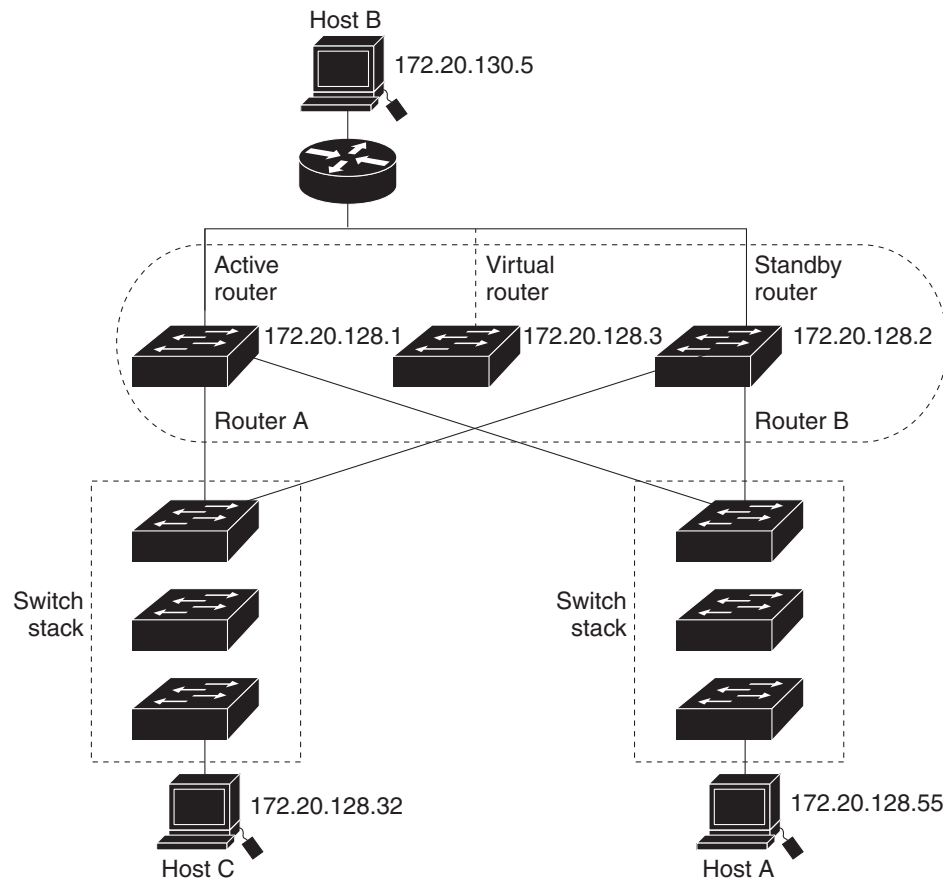 Host B
172.20.130.5
Active
router
Virtual
router
Standby
router
172.20.128.1
172.20.128.3
172.20.128.2
Router A
Router B
Switch
stack
Switch
stack
172.20.128.32
172.20.128.55
Host C
Host A